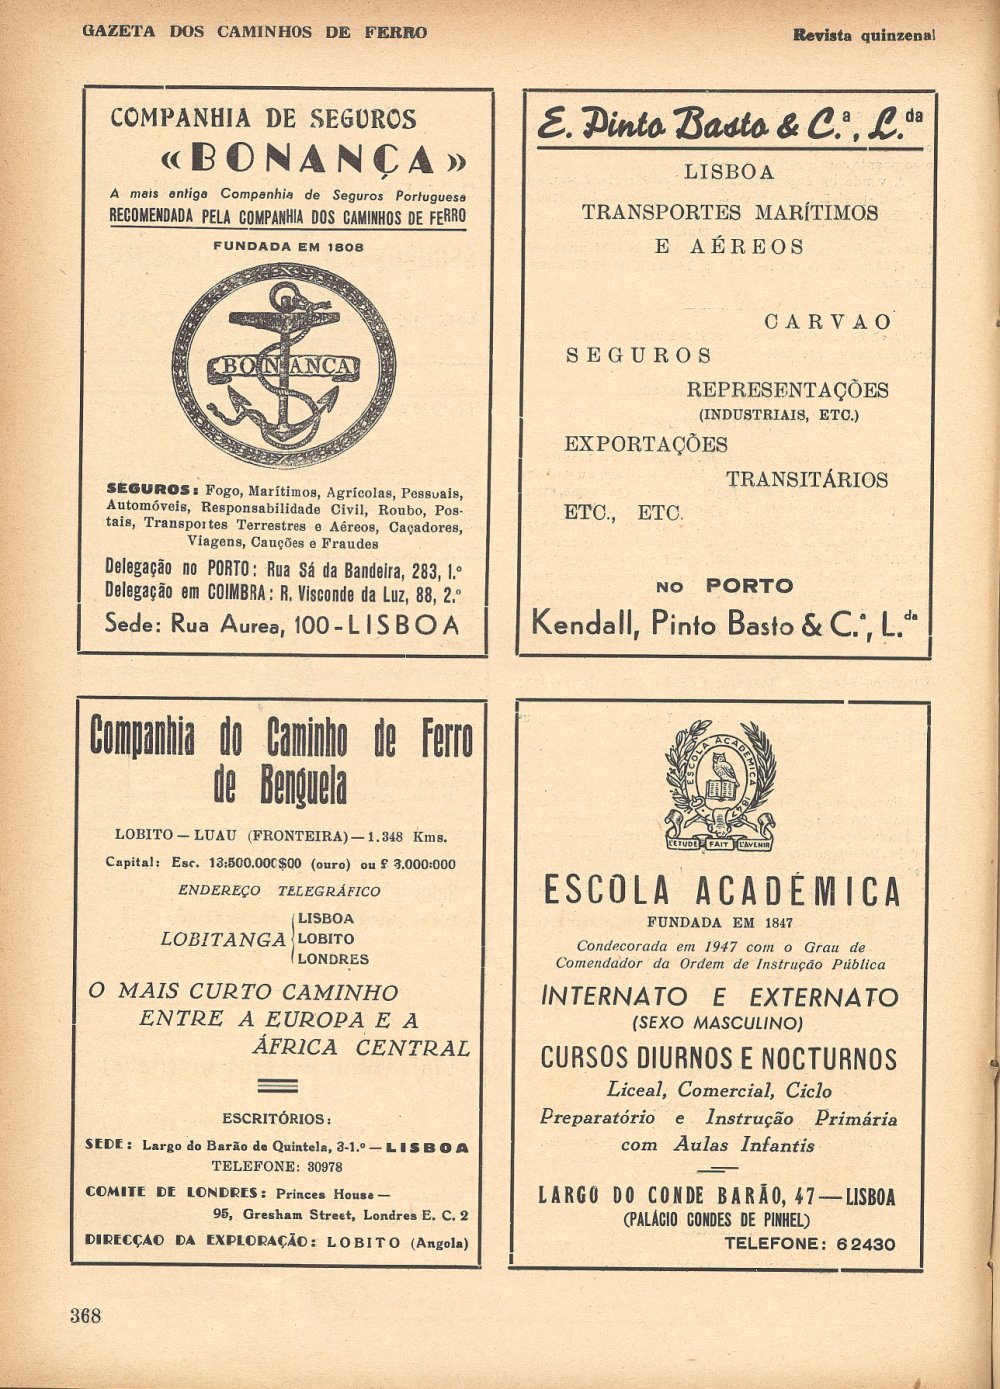 GAZETA DOS CAMINHOS DE FERRO
Revista quinzenal
COMPANHIA DE SEGUROS
«BONANÇA»
A mais antiga Companhia de Seguros Portuguesa
RECOMENDADA PELA COMPANHIA DOS CAMINHOS DE FERRO
FUNDADA EM 1808
BONANÇA
SEGUROS: Fogo, Marítimos, Agrícolas, Pessoais,
Automóveis, Responsabilidade Civil, Roubo, Pos-
tais, Transportes Terrestres e Aéreos, Caçadores,
Viagens, Cauções e Fraudes
Delegação no PORTO: Rua Sá da Bandeira, 283, 1.º
Delegação em COIMBRA: R. Visconde da Luz, 88, 2.º
Sede: Rua Aurea, 100-LISBOA
E. Pinto Basto & C.ª, L.da
LISBOA
TRANSPORTES MARÍTIMOS
E AÉREOS
CARVAO
SEGUROS
REPRESENTAÇÕES
(INDUSTRIAIS, ETC.)
EXPORTAÇÕES
TRANSITÁRIOS
ETC., ETC.
NO PORTO
Kendall, Pinto Basto & C.ª, L.da
Companhia do Caminho de Ferro
de Benguela
LOBITO — LUAU (FRONTEIRA) — 1.348 Kms.
Capital: Esc. 13:500.000$00 (ouro) ou £ 3.000:000
ENDEREÇO TELEGRÁFICO
LISBOA
LOBITANGA LOBITO
LONDRES
O MAIS CURTO CAMINHO
ENTRE A EUROPA E A
ÁFRICA CENTRAL
ESCRITÓRIOS:
SEDE: Largo do Barão de Quintela, 3-1.º — LISBOA
TELEFONE: 30978
COMITE DE LONDRES: Princes House —
95, Gresham Street, Londres E. C. 2
DIRECÇÃO DA EXPLORAÇÃO: LOBITO (Angola)
ESCOLA ACADÉMICA 1847
L'ETUDE FAIT L'AVENIR
ESCOLA ACADÉMICA
FUNDADA EM 1847
Condecorada em 1947 com o Grau de
Comendador da Ordem de Instrução Pública
INTERNATO E EXTERNATO
(SEXO MASCULINO)
CURSOS DIURNOS E NOCTURNOS
Liceal, Comercial, Ciclo
Preparatório e Instrução Primária
com Aulas Infantis
LARGO DO CONDE BARÃO, 47 — LISBOA
(PALÁCIO CONDES DE PINHEL)
TELEFONE: 62430
368